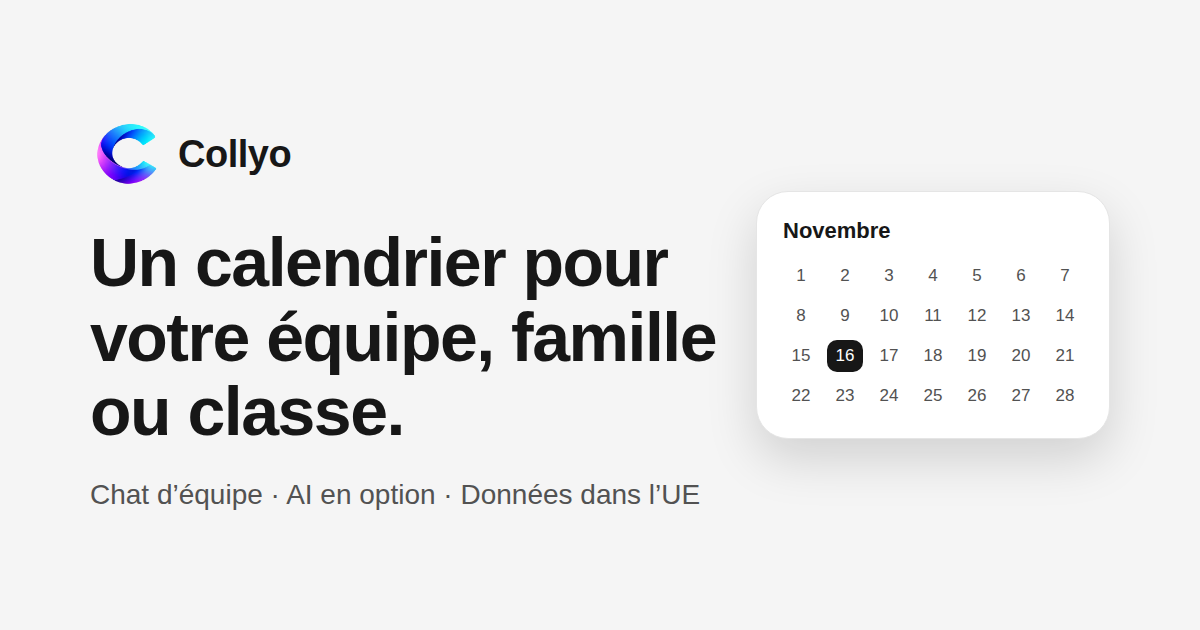 Collyo
Un calendrier pour
votre équipe, famille
ou classe.
Chat d’équipe · AI en option · Données dans l’UE
Novembre
1 2 3 4 5 6 7
8 9 10 11 12 13 14
15 16 17 18 19 20 21
22 23 24 25 26 27 28